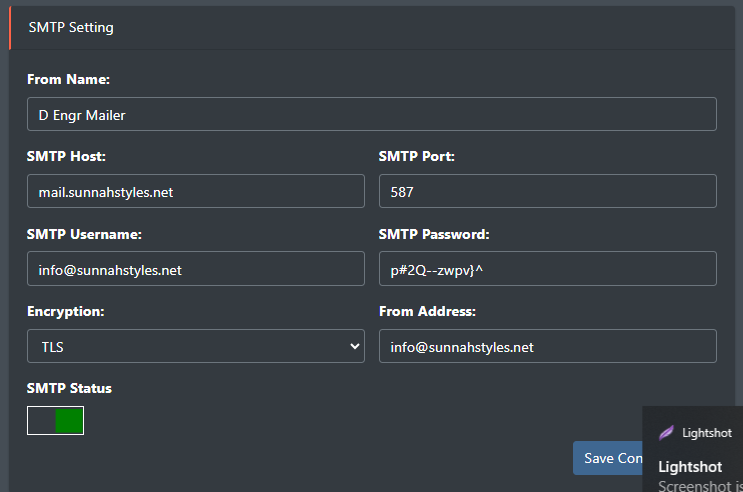 SMTP Setting
From Name:
D Engr Mailer
SMTP Host: SMTP Port:
mail.sunnahstyles.net 587
SMTP Username: SMTP Password:
info@sunnahstyles.net p#2Q--zwpv}^
Encryption: From Address:
TLS info@sunnahstyles.net
SMTP Status
Lightshot
Save Con
Lightshot
Screenshot is